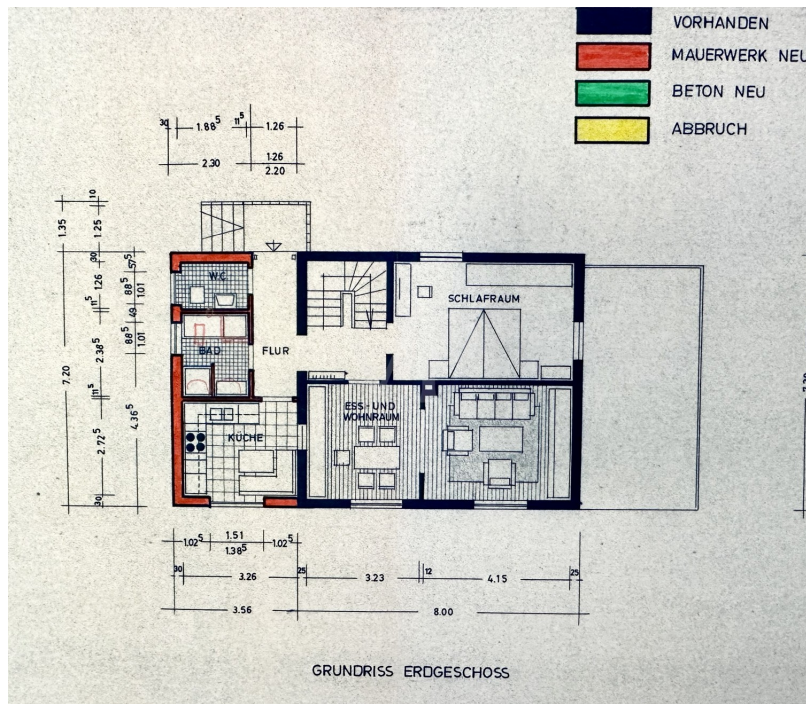 VORHANDEN
MAUERWERK NEU
BETON NEU
ABBRUCH
30 1.88⁵ 11⁵ 1.26
2.30 1.26
2.20
10
1.35 1.25
30 57⁵
1.26 88⁵ 1.01
11⁵ 49
2.38⁵ 88⁵ 1.01
7.20
11⁵ 4.36⁵
2.72⁵
30
W.C.
BAD
FLUR
SCHLAFRAUM
ESS- UND
WOHNRAUM
KÜCHE
1.02⁵ 1.51 1.02⁵
1.38⁵
30 3.26 25 3.23 12 4.15 25
3.56 8.00
GRUNDRISS ERDGESCHOSS